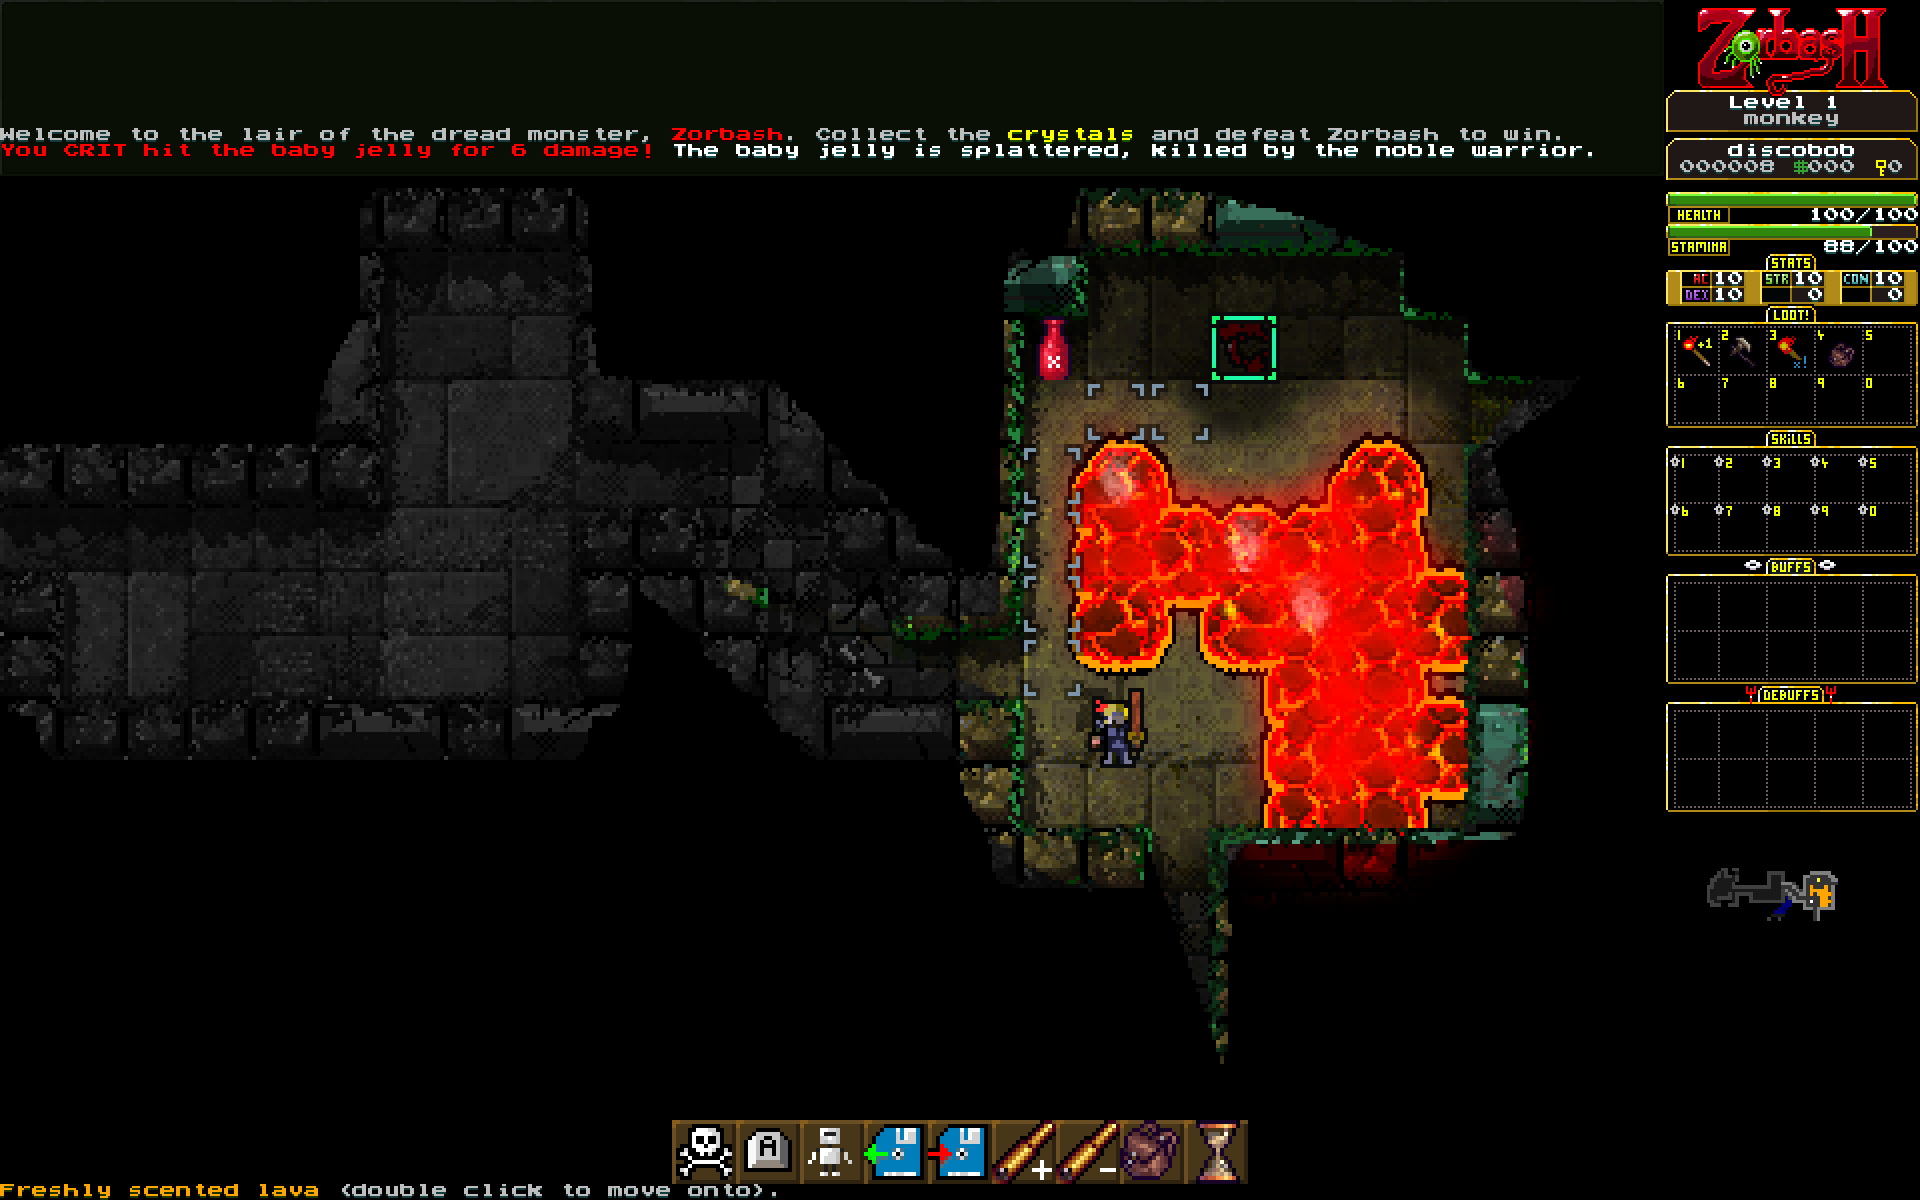 Zorbash
Welcome to the lair of the dread monster, Zorbash. Collect the crystals and defeat Zorbash to win.
You CRIT hit the baby jelly for 6 damage! The baby jelly is splattered, killed by the noble warrior.
Level 1
monkey
discobob
000008 $000 0
HEALTH 100/100
STAMINA 88/100
STATS
AC 10 STR 10 CON 10
DEX 10 0 0
LOOT!
1 +1 2 3 x1 4 5
6 7 8 9 0
SKILLS
1 2 3 4 5
6 7 8 9 0
BUFFS
DEBUFFS
A
+ -
Freshly scented lava (double click to move onto).